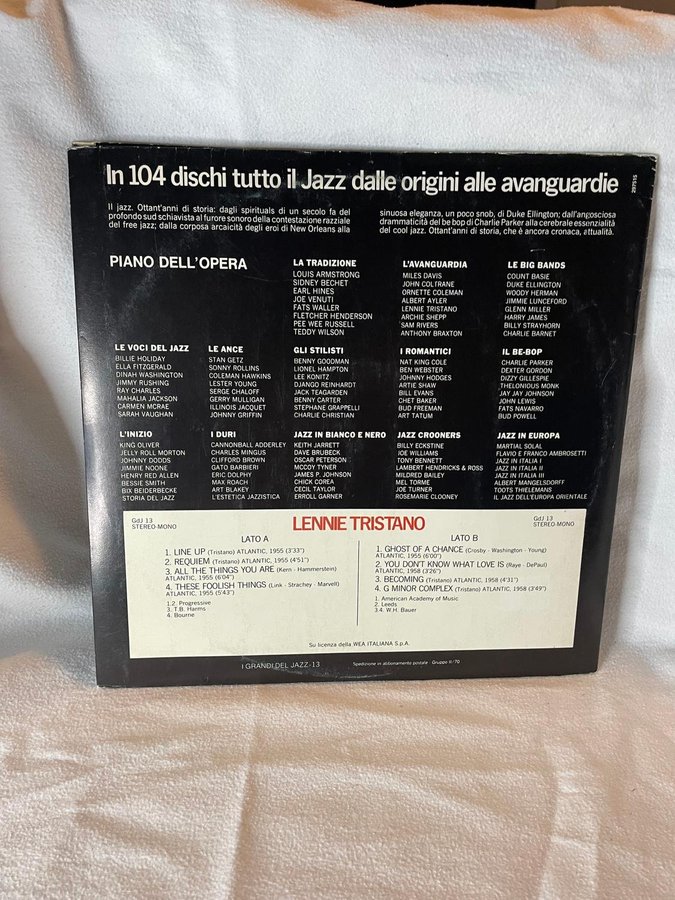 In 104 dischi tutto il Jazz dalle origini alle avanguardie
Il jazz. Ottant'anni di storia: dagli spirituals di un secolo fa del
profondo sud schiavista al furore sonoro della contestazione razziale
del free jazz; dalla corposa arcaicità degli eroi di New Orleans alla
sinuosa eleganza, un poco snob, di Duke Ellington; dall'angosciosa
drammaticità del be bop di Charlie Parker alla cerebrale essenzialità
del cool jazz. Ottant'anni di storia, che è ancora cronaca, attualità.
PIANO DELL'OPERA
LA TRADIZIONE
LOUIS ARMSTRONG
SIDNEY BECHET
EARL HINES
JOE VENUTI
FATS WALLER
FLETCHER HENDERSON
PEE WEE RUSSELL
TEDDY WILSON
L'AVANGUARDIA
MILES DAVIS
JOHN COLTRANE
ORNETTE COLEMAN
ALBERT AYLER
LENNIE TRISTANO
ARCHIE SHEPP
SAM RIVERS
ANTHONY BRAXTON
LE BIG BANDS
COUNT BASIE
DUKE ELLINGTON
WOODY HERMAN
JIMMIE LUNCEFORD
GLENN MILLER
HARRY JAMES
BILLY STRAYHORN
CHARLIE BARNET
LE VOCI DEL JAZZ
BILLIE HOLIDAY
ELLA FITZGERALD
DINAH WASHINGTON
JIMMY RUSHING
RAY CHARLES
MAHALIA JACKSON
CARMEN MCRAE
SARAH VAUGHAN
LE ANCE
STAN GETZ
SONNY ROLLINS
COLEMAN HAWKINS
LESTER YOUNG
SERGE CHALOFF
GERRY MULLIGAN
ILLINOIS JACQUET
JOHNNY GRIFFIN
GLI STILISTI
BENNY GOODMAN
LIONEL HAMPTON
LEE KONITZ
DJANGO REINHARDT
JACK TEAGARDEN
BENNY CARTER
STEPHANE GRAPPELLI
CHARLIE CHRISTIAN
I ROMANTICI
NAT KING COLE
BEN WEBSTER
JOHNNY HODGES
ARTIE SHAW
BILL EVANS
CHET BAKER
BUD FREEMAN
ART TATUM
IL BE-BOP
CHARLIE PARKER
DEXTER GORDON
DIZZY GILLESPIE
THELONIOUS MONK
JAY JAY JOHNSON
JOHN LEWIS
FATS NAVARRO
BUD POWELL
L'INIZIO
KING OLIVER
JELLY ROLL MORTON
JOHNNY DODDS
JIMMIE NOONE
HENRY RED ALLEN
BESSIE SMITH
BIX BEIDERBECKE
STORIA DEL JAZZ
I DURI
CANNONBALL ADDERLEY
CHARLES MINGUS
CLIFFORD BROWN
GATO BARBIERI
ERIC DOLPHY
MAX ROACH
ART BLAKEY
L'ESTETICA JAZZISTICA
JAZZ IN BIANCO E NERO
KEITH JARRETT
DAVE BRUBECK
OSCAR PETERSON
MCCOY TYNER
JAMES P. JOHNSON
CHICK COREA
CECIL TAYLOR
ERROLL GARNER
JAZZ CROONERS
BILLY ECKSTINE
JOE WILLIAMS
TONY BENNETT
LAMBERT HENDRICKS & ROSS
MILDRED BAILEY
MEL TORME
JOE TURNER
ROSEMARIE CLOONEY
JAZZ IN EUROPA
MARTIAL SOLAL
FLAVIO E FRANCO AMBROSETTI
JAZZ IN ITALIA I
JAZZ IN ITALIA II
JAZZ IN ITALIA III
ALBERT MANGELSDORFF
TOOTS THIELEMANS
IL JAZZ DELL'EUROPA ORIENTALE
GdJ 13
STEREO-MONO
LENNIE TRISTANO
GdJ 13
STEREO-MONO
LATO A
1. LINE UP (Tristano) ATLANTIC, 1955 (3'33")
2. REQUIEM (Tristano) ATLANTIC, 1955 (4'51")
3. ALL THE THINGS YOU ARE (Kern - Hammerstein)
ATLANTIC, 1955 (6'04")
4. THESE FOOLISH THINGS (Link - Strachey - Marvell)
ATLANTIC, 1955 (5'43")
1.2. Progressive
3. T.B. Harms
4. Bourne
LATO B
1. GHOST OF A CHANCE (Crosby - Washington - Young)
ATLANTIC, 1955 (6'00")
2. YOU DON'T KNOW WHAT LOVE IS (Raye - DePaul)
ATLANTIC, 1958 (3'26")
3. BECOMING (Tristano) ATLANTIC, 1958 (4'31")
4. G MINOR COMPLEX (Tristano) ATLANTIC, 1958 (3'49")
1. American Academy of Music
2. Leeds
3.4. W.H. Bauer
Su licenza della WEA ITALIANA S.p.A.
I GRANDI DEL JAZZ-13
Spedizione in abbonamento postale - Gruppo II/70